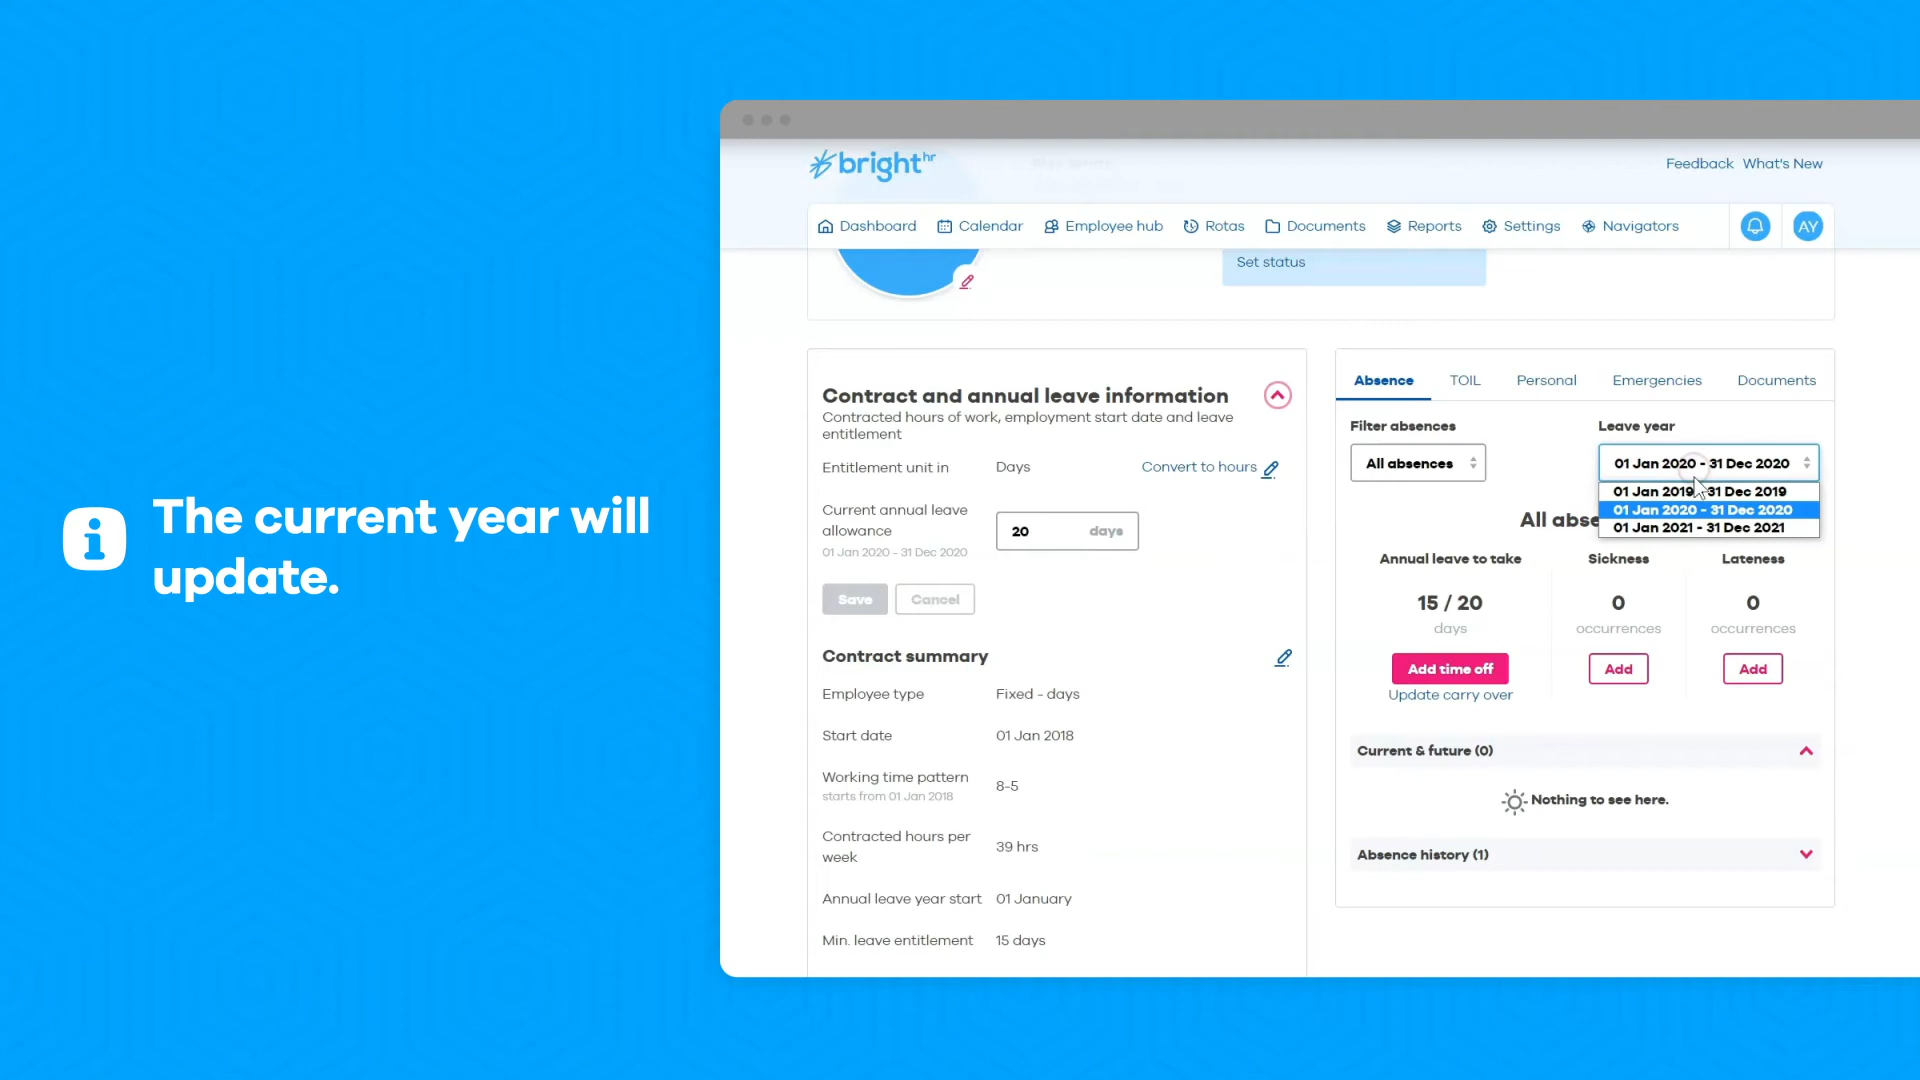 The current year will
update.
bright hr
Feedback What's New
Dashboard Calendar Employee hub Rotas Documents Reports Settings Navigators AY
Set status
Contract and annual leave information
Contracted hours of work, employment start date and leave
entitlement
Entitlement unit in Days Convert to hours
Current annual leave
allowance
01 Jan 2020 - 31 Dec 2020
20 days
Save Cancel
Contract summary
Employee type Fixed - days
Start date 01 Jan 2018
Working time pattern
starts from 01 Jan 2018
8-5
Contracted hours per
week
39 hrs
Annual leave year start 01 January
Min. leave entitlement 15 days
Absence TOIL Personal Emergencies Documents
Filter absences Leave year
All absences 01 Jan 2020 - 31 Dec 2020
01 Jan 2019 - 31 Dec 2019
01 Jan 2020 - 31 Dec 2020
01 Jan 2021 - 31 Dec 2021
All
Annual leave to take Sickness Lateness
15 / 20 0 0
days occurrences occurrences
Add time off Add Add
Update carry over
Current & future (0)
Nothing to see here.
Absence history (1)